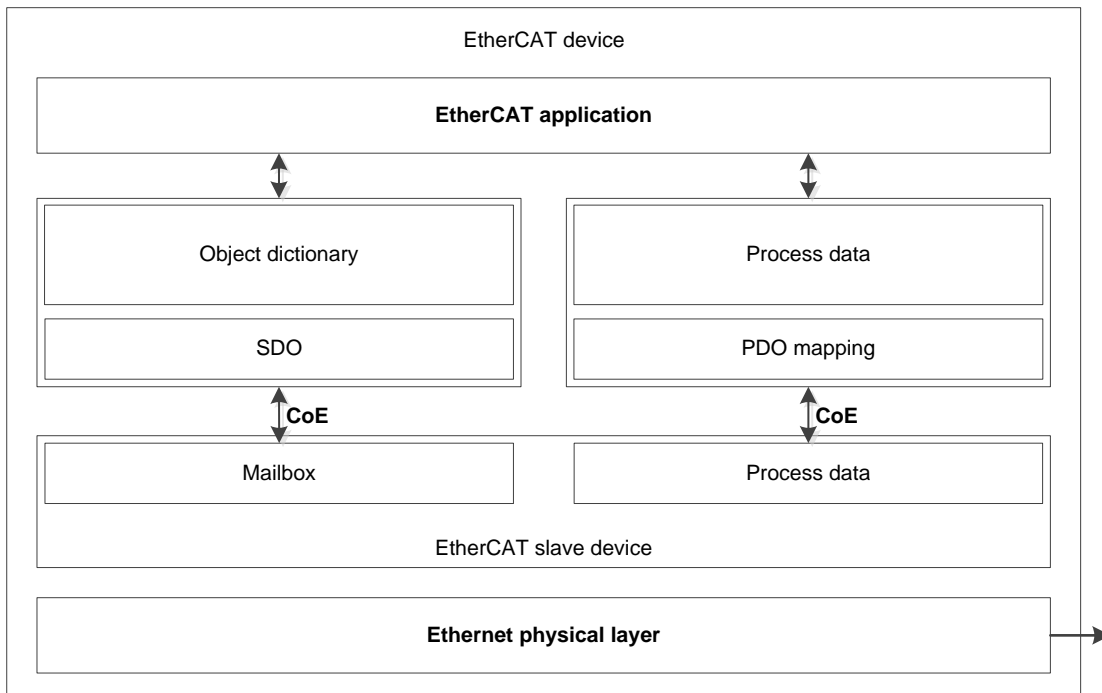 EtherCAT device
EtherCAT application
Object dictionary
Process data
SDO
PDO mapping
CoE
CoE
Mailbox
Process data
EtherCAT slave device
Ethernet physical layer